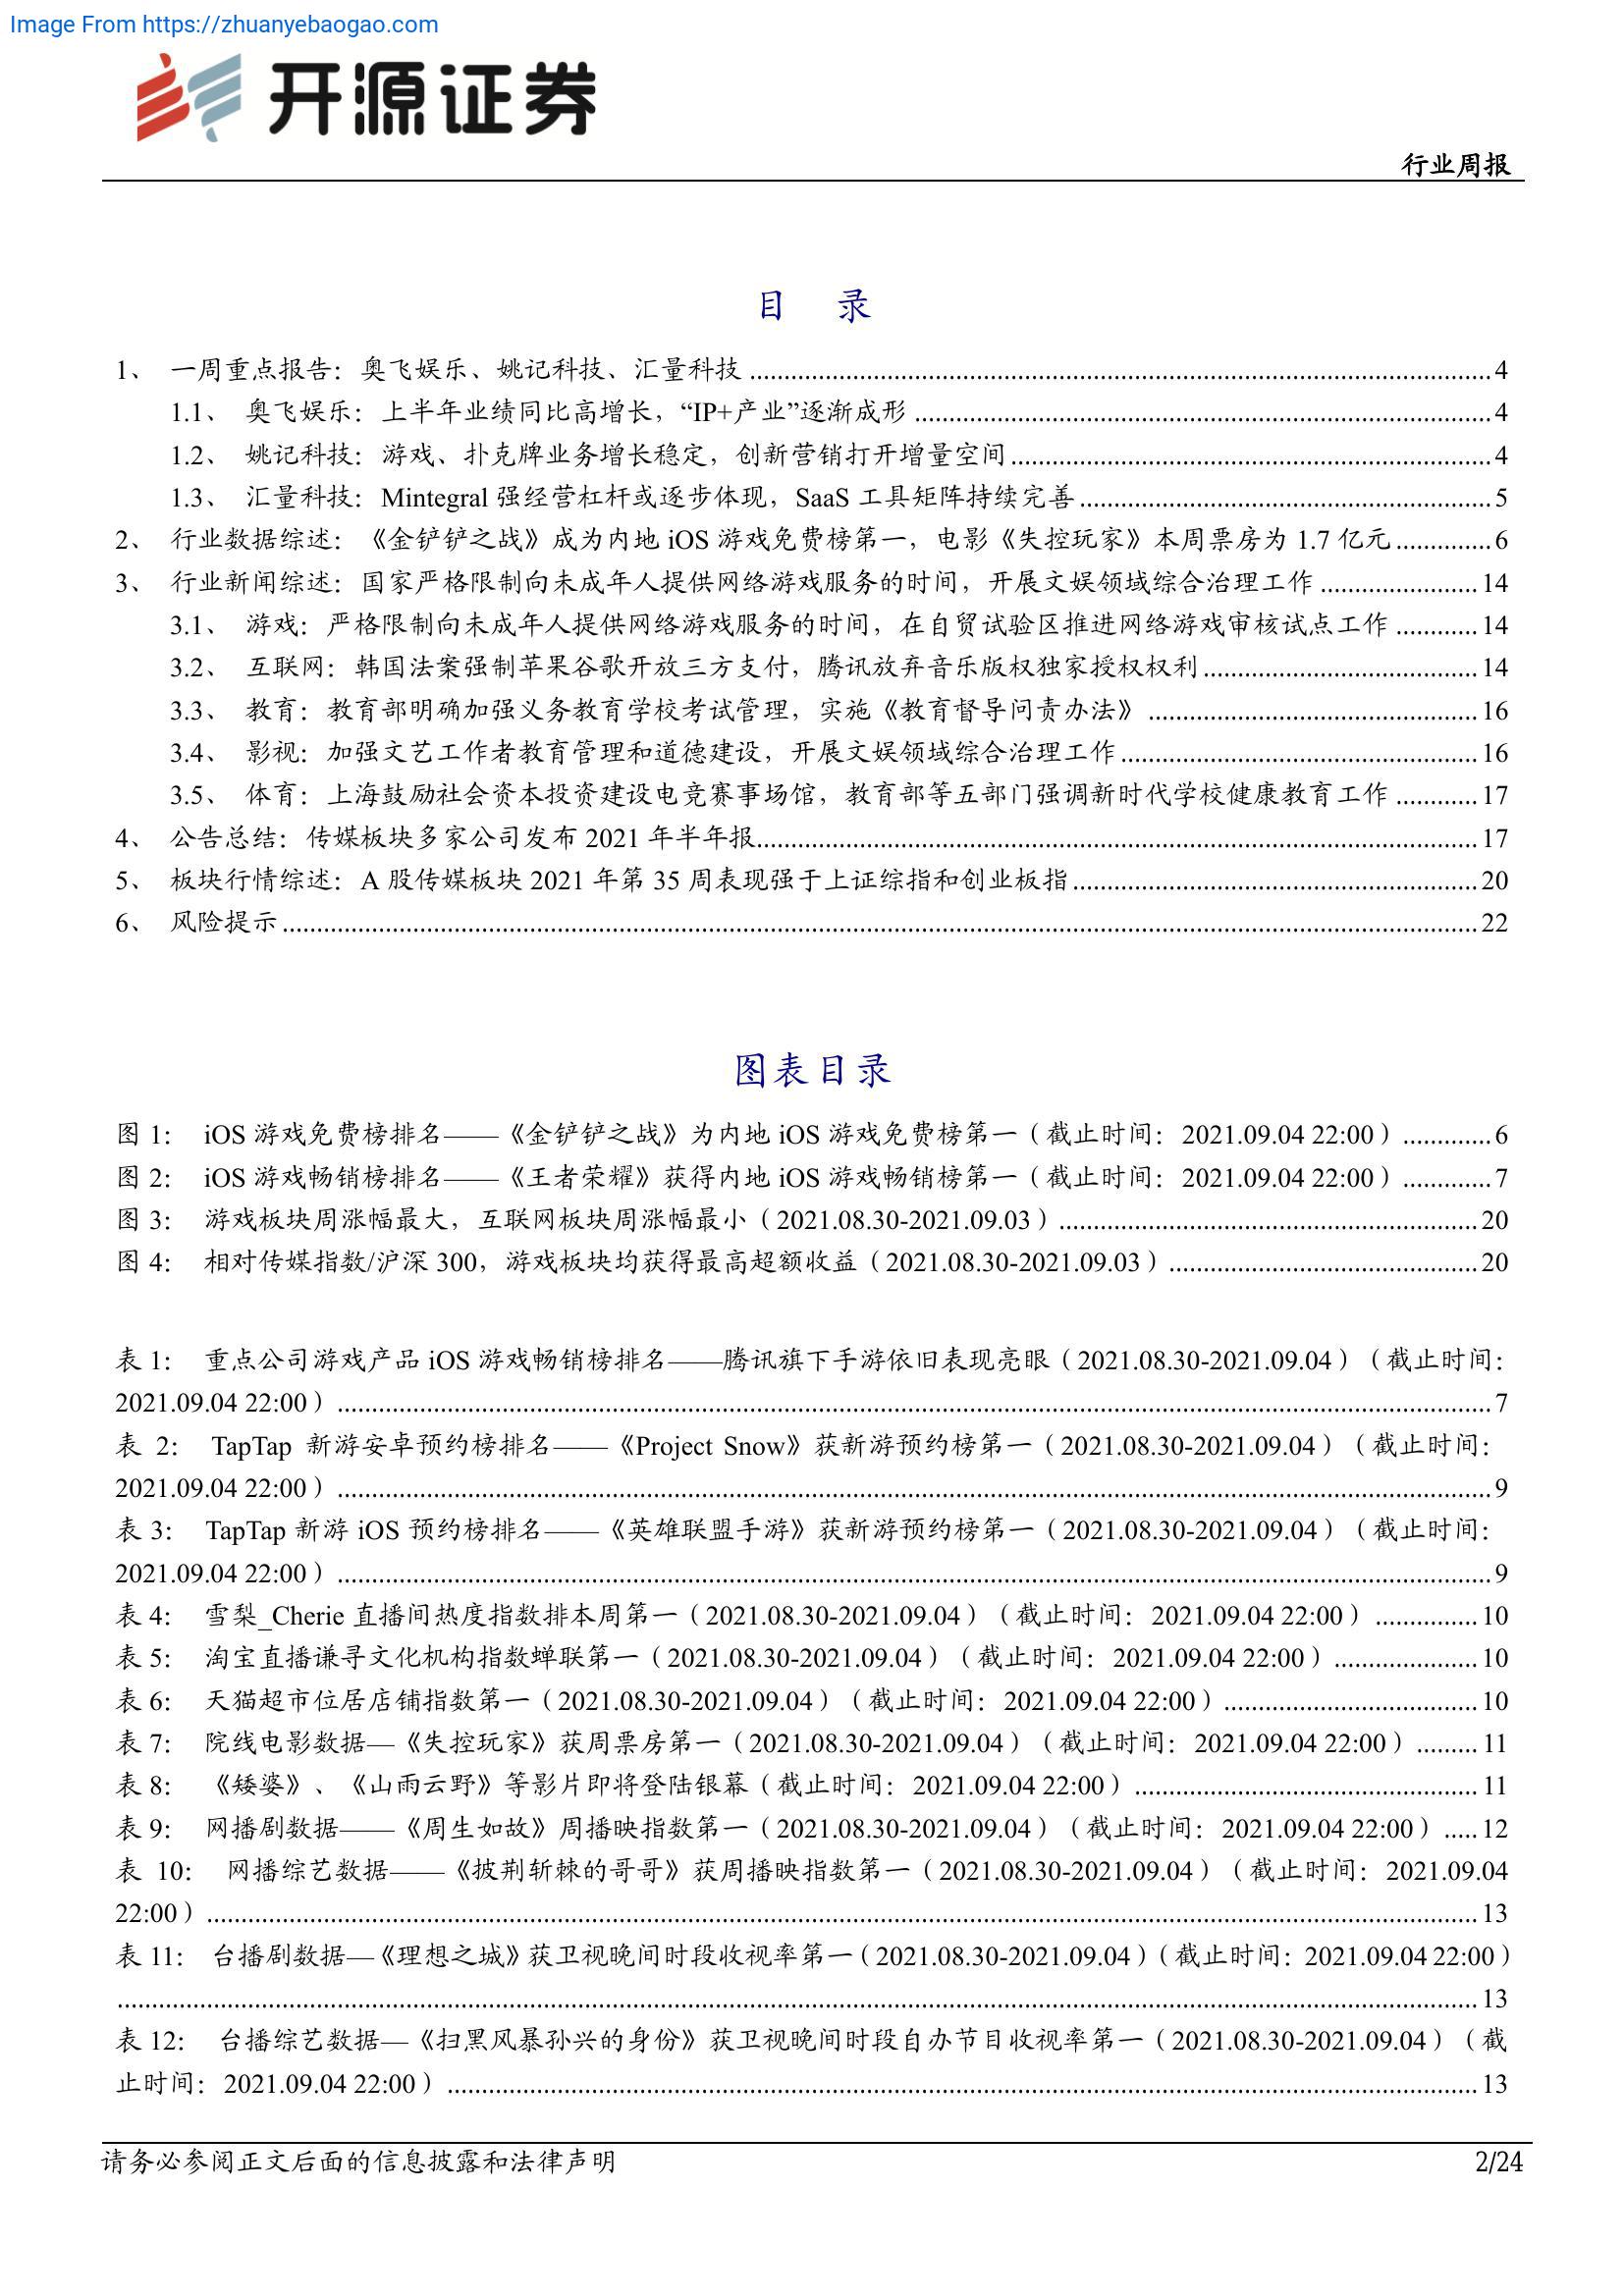 Image From https://zhuanyebaogao.com
开源证券
行业周报
目 录
1、 一周重点报告：奥飞娱乐、姚记科技、汇量科技 ........ 4
1.1、 奥飞娱乐：上半年业绩同比高增长，“IP+产业”逐渐成形 ........ 4
1.2、 姚记科技：游戏、扑克牌业务增长稳定，创新营销打开增量空间 ........ 4
1.3、 汇量科技：Mintegral 强经营杠杆或逐步体现，SaaS 工具矩阵持续完善 ........ 5
2、 行业数据综述：《金铲铲之战》成为内地 iOS 游戏免费榜第一，电影《失控玩家》本周票房为 1.7 亿元 ........ 6
3、 行业新闻综述：国家严格限制向未成年人提供网络游戏服务的时间，开展文娱领域综合治理工作 ........ 14
3.1、 游戏：严格限制向未成年人提供网络游戏服务的时间，在自贸试验区推进网络游戏审核试点工作 ........ 14
3.2、 互联网：韩国法案强制苹果谷歌开放三方支付，腾讯放弃音乐版权独家授权权利 ........ 14
3.3、 教育：教育部明确加强义务教育学校考试管理，实施《教育督导问责办法》 ........ 16
3.4、 影视：加强文艺工作者教育管理和道德建设，开展文娱领域综合治理工作 ........ 16
3.5、 体育：上海鼓励社会资本投资建设电竞赛事场馆，教育部等五部门强调新时代学校健康教育工作 ........ 17
4、 公告总结：传媒板块多家公司发布 2021 年半年报 ........ 17
5、 板块行情综述：A 股传媒板块 2021 年第 35 周表现强于上证综指和创业板指 ........ 20
6、 风险提示 ........ 22
图表目录
图 1： iOS 游戏免费榜排名——《金铲铲之战》为内地 iOS 游戏免费榜第一（截止时间：2021.09.04 22:00） ........ 6
图 2： iOS 游戏畅销榜排名——《王者荣耀》获得内地 iOS 游戏畅销榜第一（截止时间：2021.09.04 22:00） ........ 7
图 3： 游戏板块周涨幅最大，互联网板块周涨幅最小（2021.08.30-2021.09.03） ........ 20
图 4： 相对传媒指数/沪深 300，游戏板块均获得最高超额收益（2021.08.30-2021.09.03） ........ 20
表 1： 重点公司游戏产品 iOS 游戏畅销榜排名——腾讯旗下手游依旧表现亮眼（2021.08.30-2021.09.04）（截止时间：
2021.09.04 22:00） ........ 7
表 2： TapTap 新游安卓预约榜排名——《Project Snow》获新游预约榜第一（2021.08.30-2021.09.04）（截止时间：
2021.09.04 22:00） ........ 9
表 3： TapTap 新游 iOS 预约榜排名——《英雄联盟手游》获新游预约榜第一（2021.08.30-2021.09.04）（截止时间：
2021.09.04 22:00） ........ 9
表 4： 雪梨_Cherie 直播间热度指数排本周第一（2021.08.30-2021.09.04）（截止时间：2021.09.04 22:00） ........ 10
表 5： 淘宝直播谦寻文化机构指数蝉联第一（2021.08.30-2021.09.04）（截止时间：2021.09.04 22:00） ........ 10
表 6： 天猫超市位居店铺指数第一（2021.08.30-2021.09.04）（截止时间：2021.09.04 22:00） ........ 10
表 7： 院线电影数据—《失控玩家》获周票房第一（2021.08.30-2021.09.04）（截止时间：2021.09.04 22:00） ........ 11
表 8： 《矮婆》、《山雨云野》等影片即将登陆银幕（截止时间：2021.09.04 22:00） ........ 11
表 9： 网播剧数据——《周生如故》周播映指数第一（2021.08.30-2021.09.04）（截止时间：2021.09.04 22:00） ..... 12
表 10： 网播综艺数据——《披荆斩棘的哥哥》获周播映指数第一（2021.08.30-2021.09.04）（截止时间：2021.09.04
22:00） ........ 13
表 11： 台播剧数据—《理想之城》获卫视晚间时段收视率第一（2021.08.30-2021.09.04）（截止时间：2021.09.04 22:00）
........ 13
表 12： 台播综艺数据—《扫黑风暴孙兴的身份》获卫视晚间时段自办节目收视率第一（2021.08.30-2021.09.04）（截
止时间：2021.09.04 22:00） ........ 13
请务必参阅正文后面的信息披露和法律声明
2/24